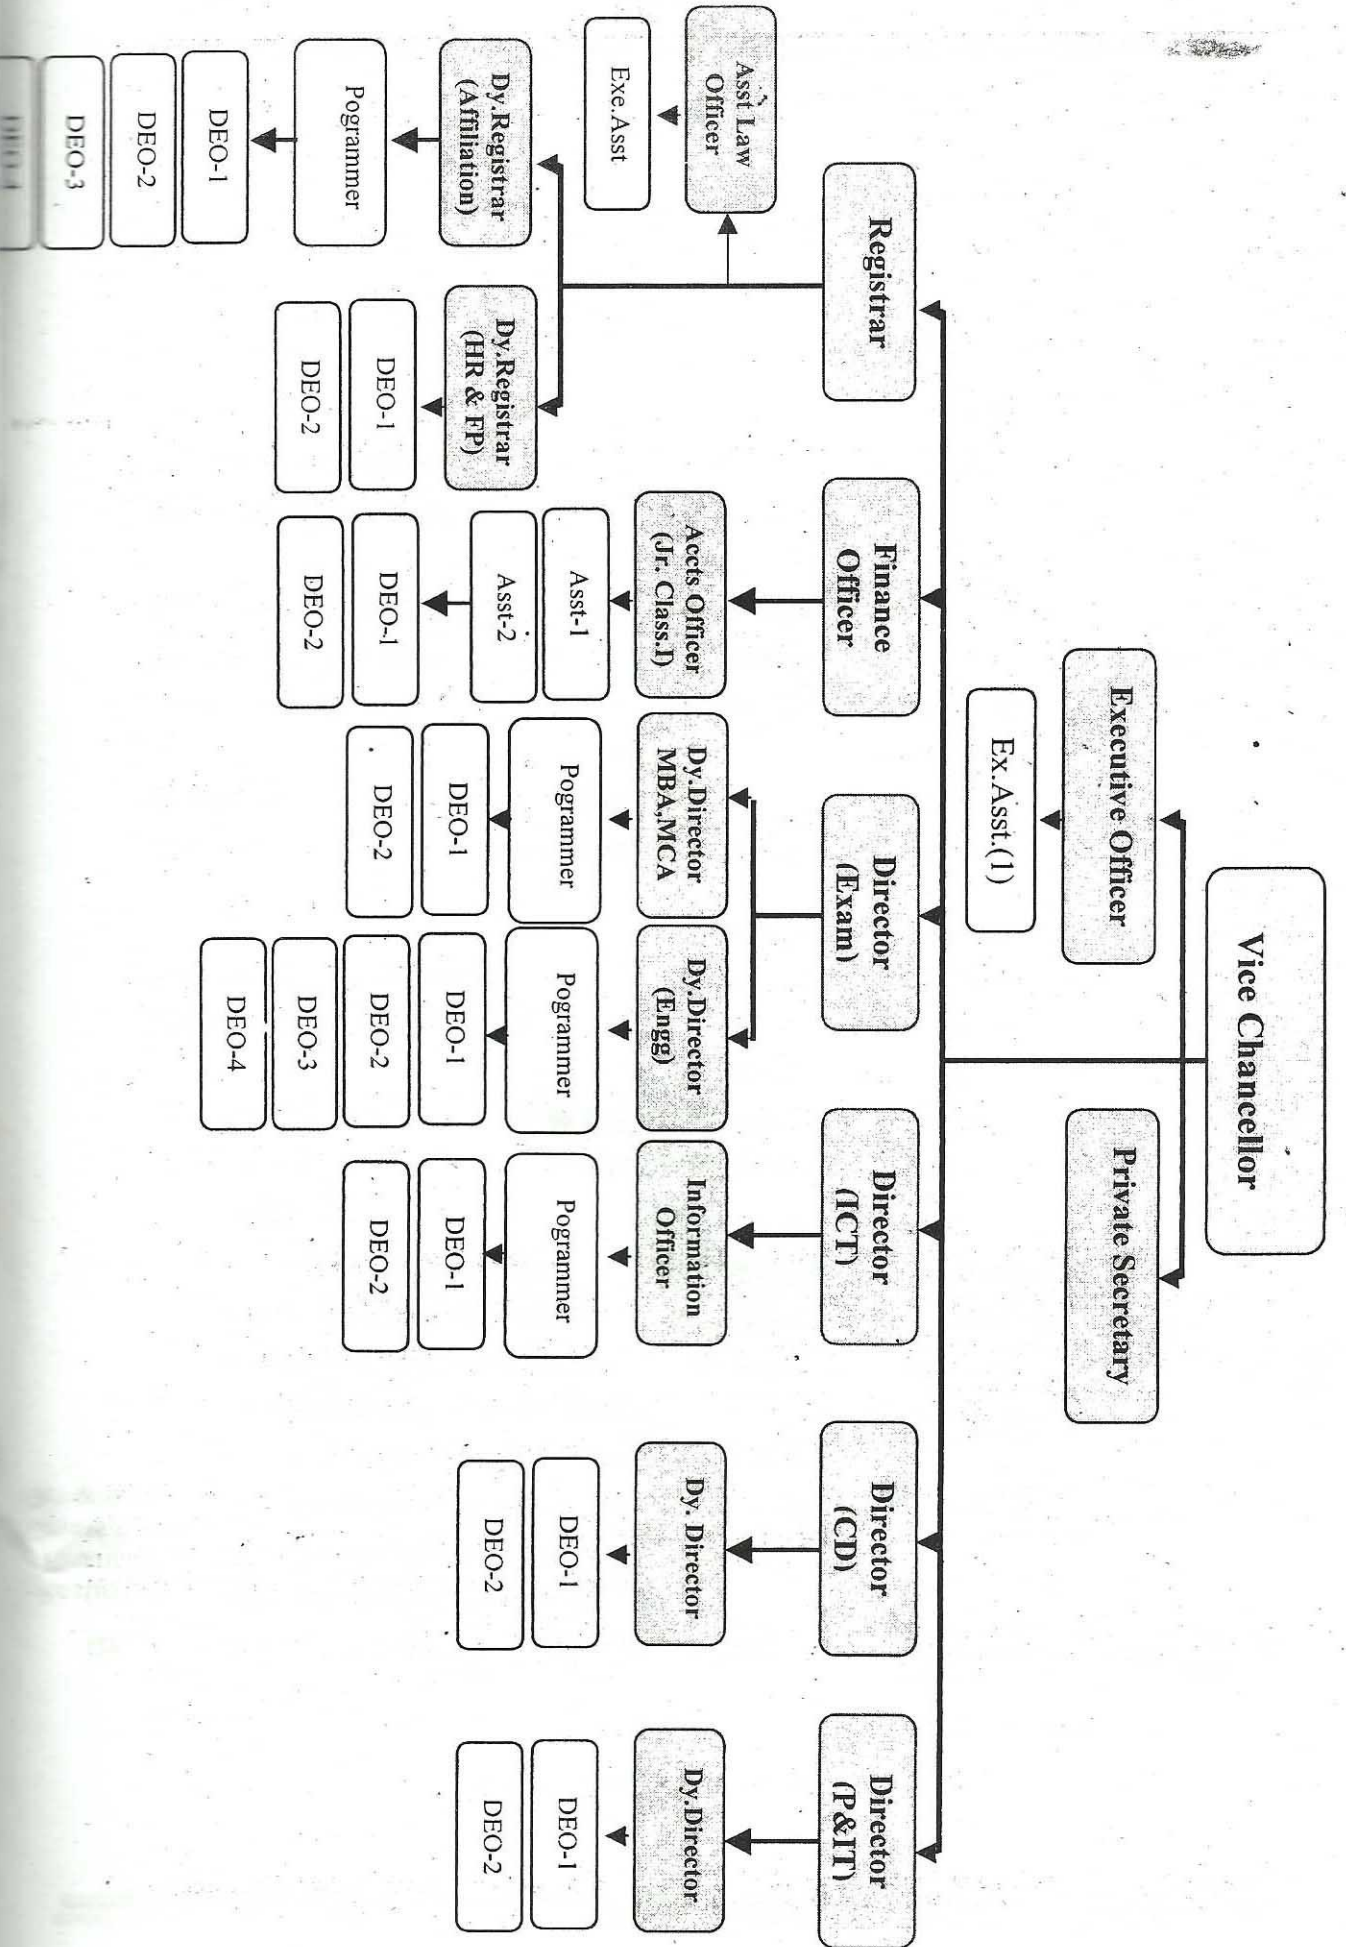 Vice Chancellor
Executive Officer
Private Secretary
Ex.Asst.(1)
Registrar
Finance
Officer
Director
(Exam)
Director
(ICT)
Director
(CD)
Director
(P&IT)
Asst Law
Officer
Exe.Asst
Dy.Registrar
(Affiliation)
Pogrammer
DEO-1
DEO-2
DEO-3
Dy.Registrar
(HR & FP)
DEO-1
DEO-2
Accts Officer
(Jr. Class.I)
Asst-1
Asst-2
DEO-1
DEO-2
Dy.Director
MBA,MCA
Pogrammer
DEO-1
DEO-2
Dy.Director
(Engg)
Pogrammer
DEO-1
DEO-2
DEO-3
DEO-4
Information
Officer
Pogrammer
DEO-1
DEO-2
Dy. Director
DEO-1
DEO-2
Dy.Director
DEO-1
DEO-2